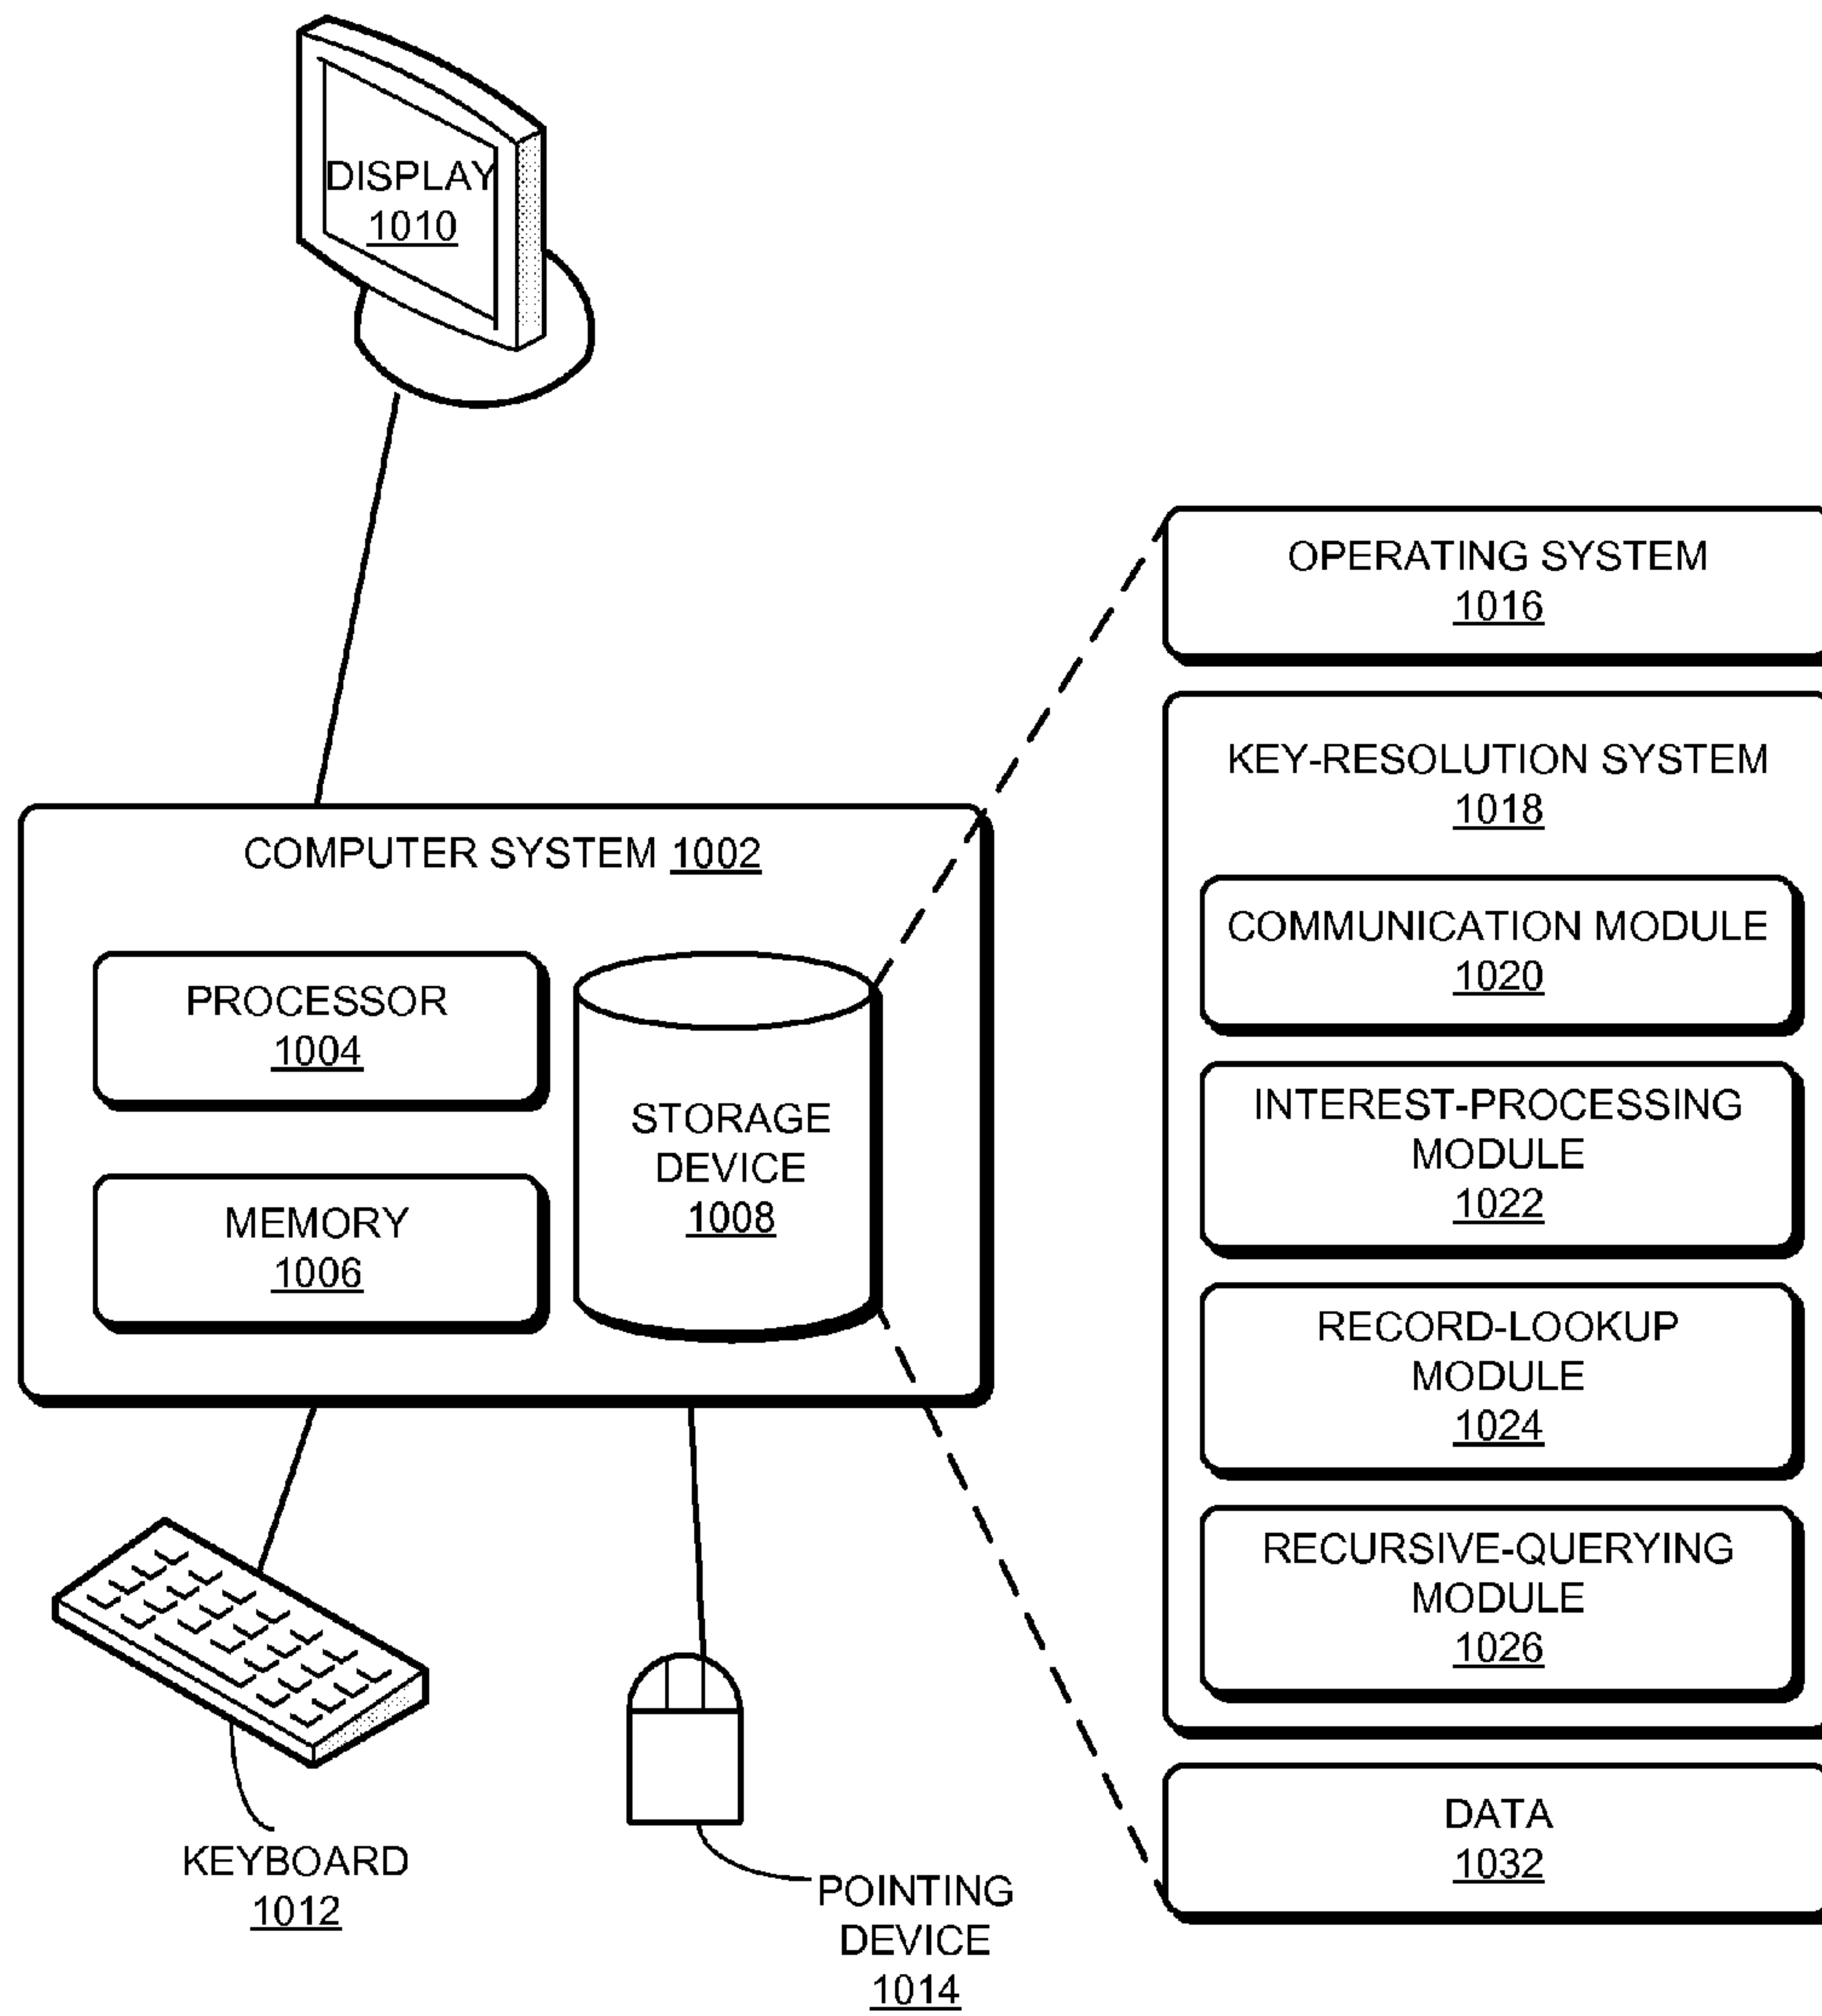 DISPLAY
1010
COMPUTER SYSTEM 1002
PROCESSOR
1004
MEMORY
1006
STORAGE
DEVICE
1008
KEYBOARD
1012
POINTING
DEVICE
1014
OPERATING SYSTEM
1016
KEY-RESOLUTION SYSTEM
1018
COMMUNICATION MODULE
1020
INTEREST-PROCESSING
MODULE
1022
RECORD-LOOKUP
MODULE
1024
RECURSIVE-QUERYING
MODULE
1026
DATA
1032